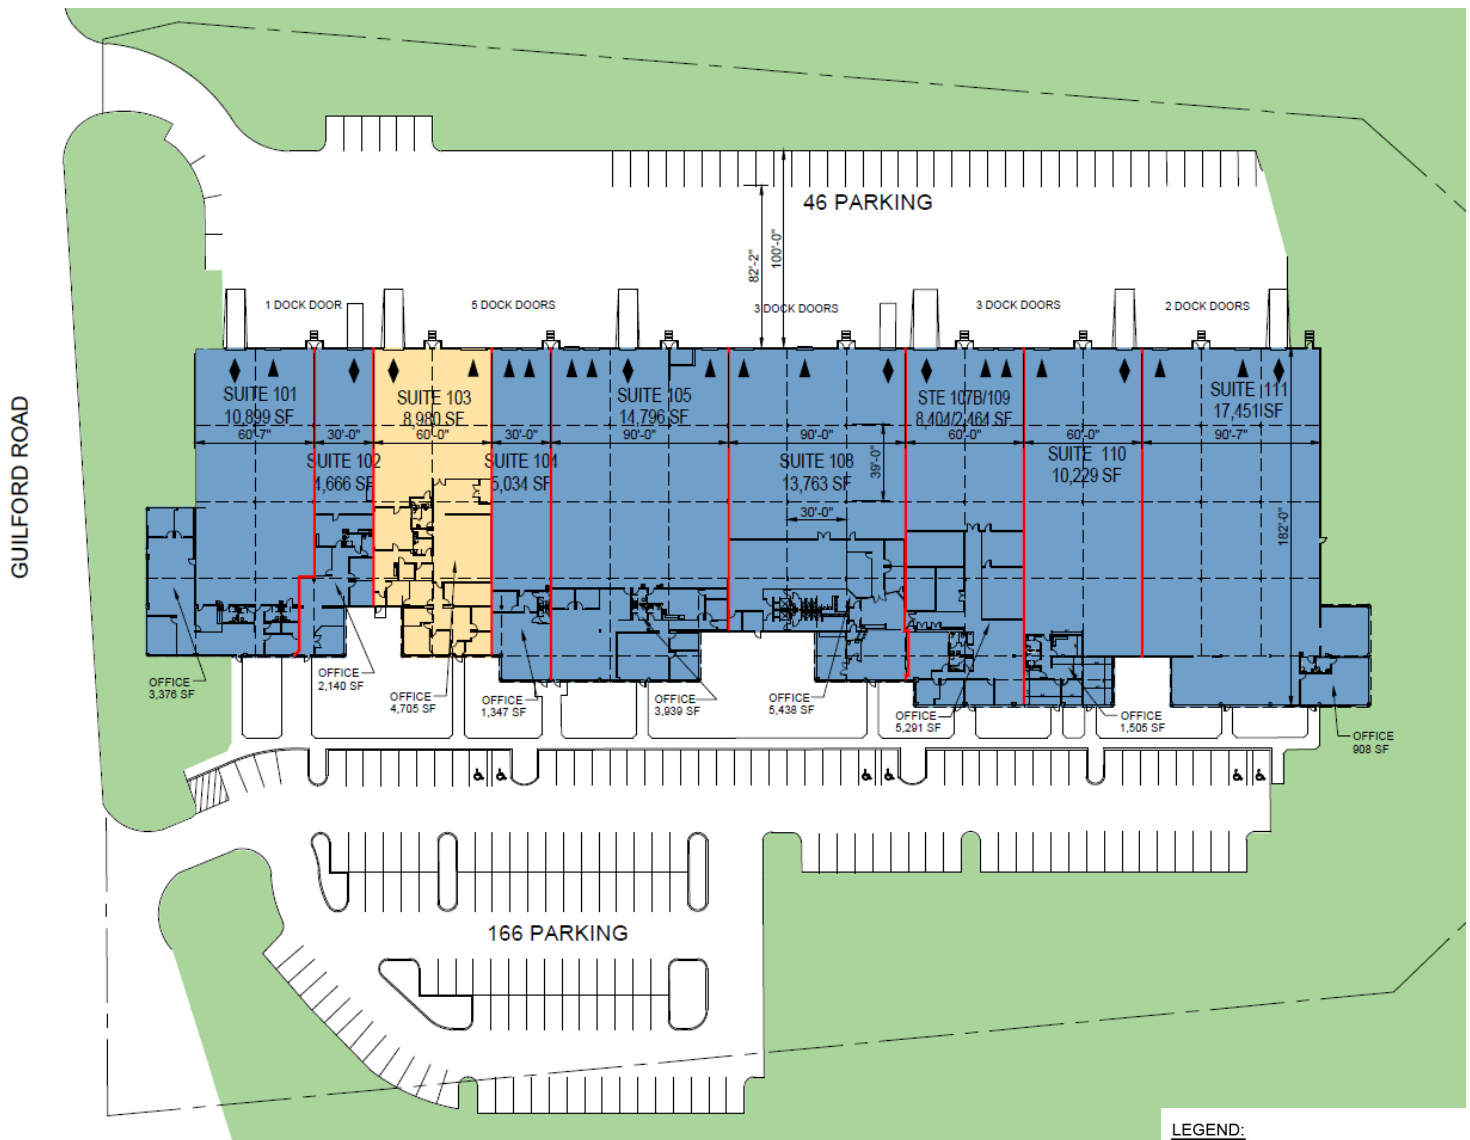 GUILFORD ROAD
46 PARKING
82'-2"
100'-0"
1 DOCK DOOR
5 DOCK DOORS
3 DOCK DOORS
3 DOCK DOORS
2 DOCK DOORS
SUITE 101
10,899 SF
60'-7"
30'-0"
SUITE 102
4,666 SF
SUITE 103
8,980 SF
60'-0"
30'-0"
SUITE 104
5,034 SF
SUITE 105
14,796 SF
90'-0"
90'-0"
SUITE 108
13,763 SF
39'-0"
30'-0"
STE 107B/109
8,404/2,464 SF
60'-0"
60'-0"
SUITE 110
10,229 SF
SUITE 111
17,451 SF
90'-7"
182'-0"
OFFICE
3,376 SF
OFFICE
2,140 SF
OFFICE
4,705 SF
OFFICE
1,347 SF
OFFICE
3,939 SF
OFFICE
5,438 SF
OFFICE
5,291 SF
OFFICE
1,505 SF
OFFICE
908 SF
166 PARKING
LEGEND: